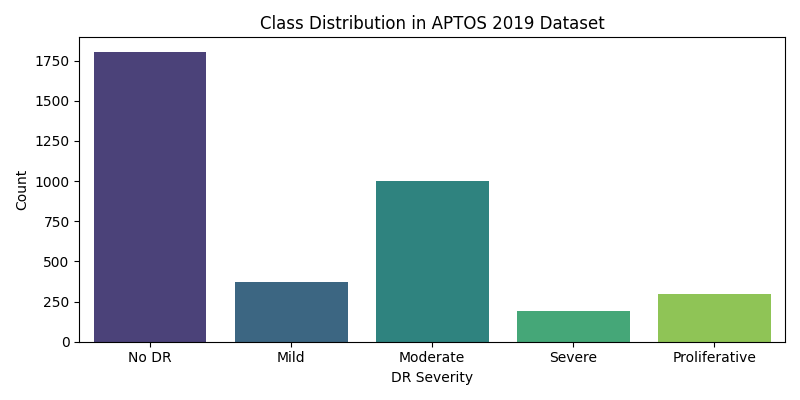 Class Distribution in APTOS 2019 Dataset
1750
1500
1250
1000
750
500
250
0
Count
No DR Mild Moderate Severe Proliferative
DR Severity